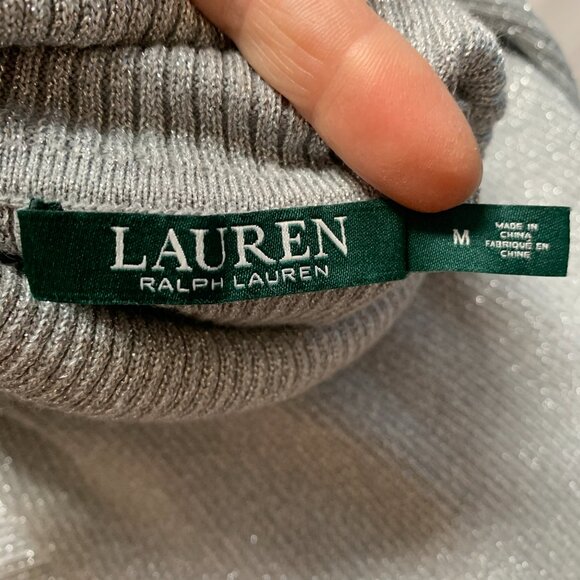 LAUREN
RALPH LAUREN
M
MADE IN
CHINA
FABRIQUÉ EN
CHINE